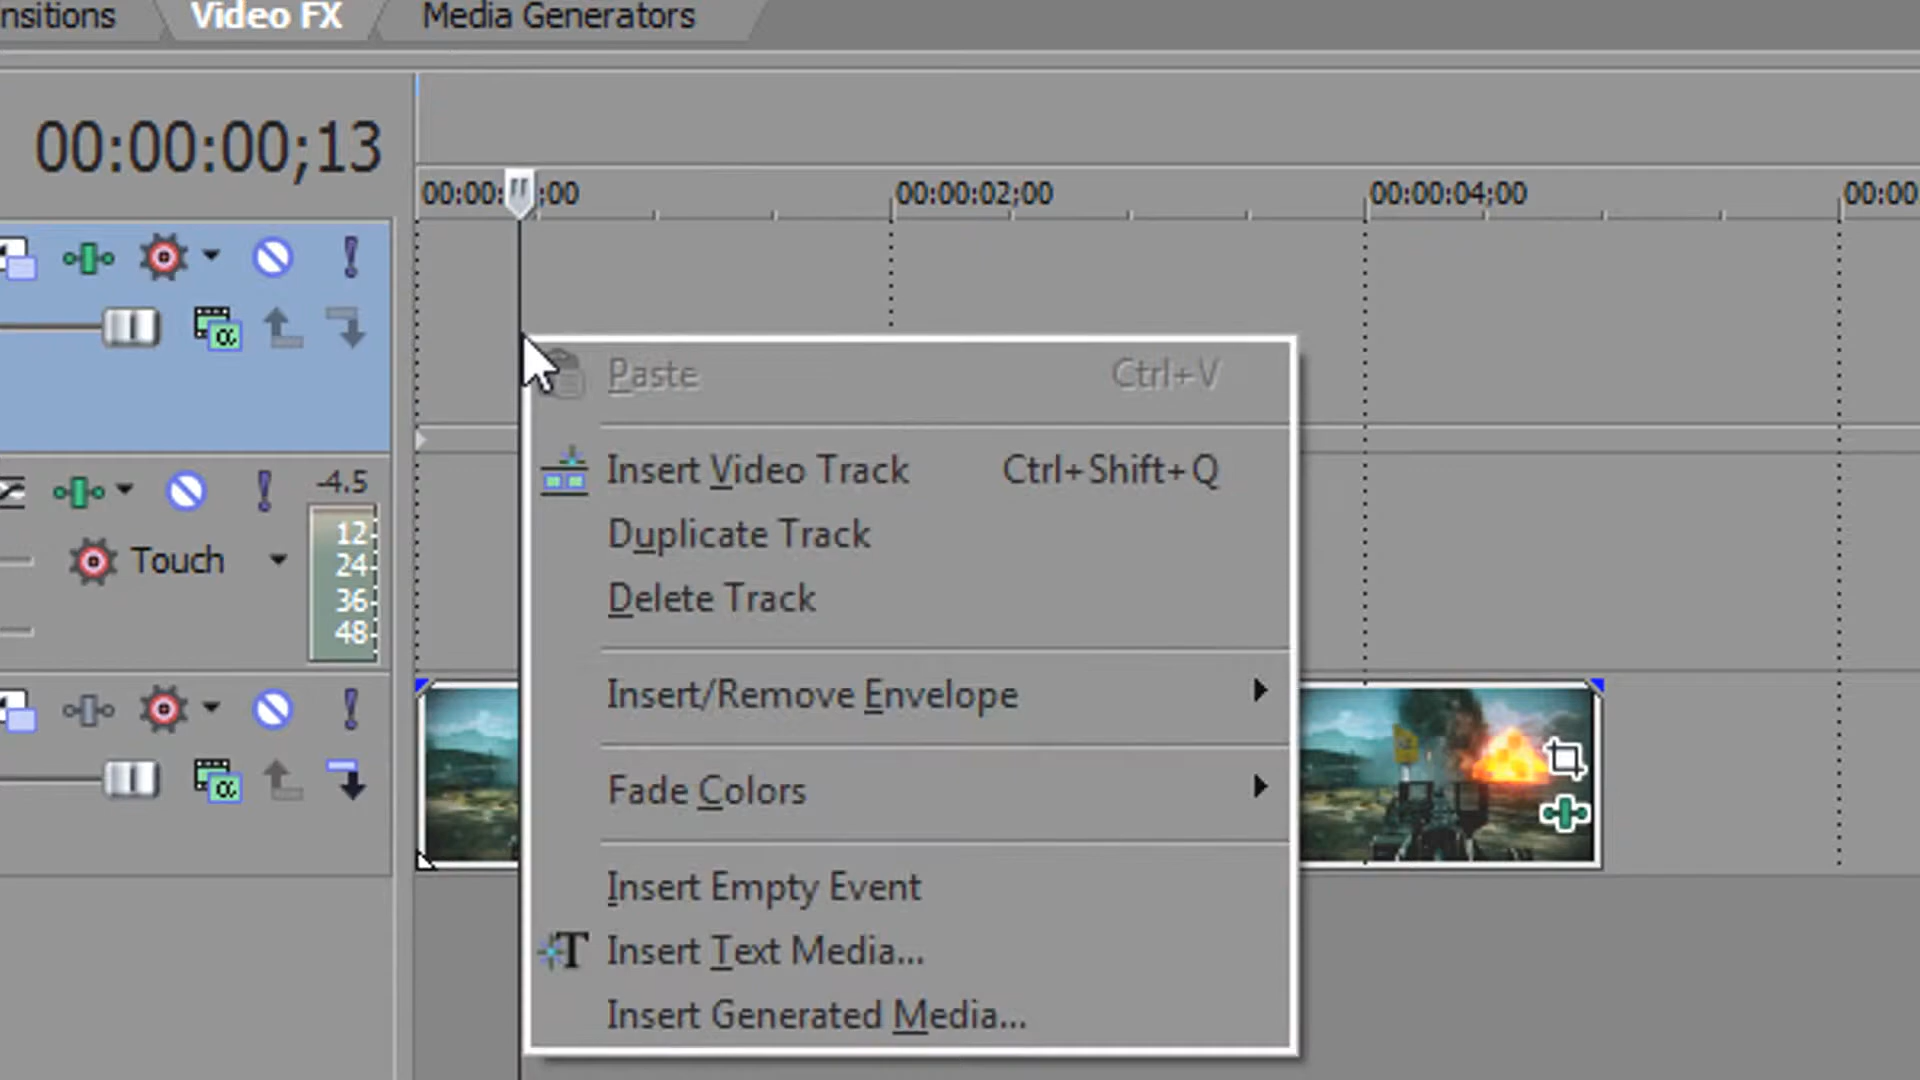 nsitions Video FX Media Generators
00:00:00;13
00:00: ;00 00:00:02;00 00:00:04;00 00:00
Paste Ctrl+V
Insert Video Track Ctrl+Shift+Q
-4.5
Duplicate Track
12
Touch
24
Delete Track
36
48
Insert/Remove Envelope
Fade Colors
Insert Empty Event
Insert Text Media...
Insert Generated Media...